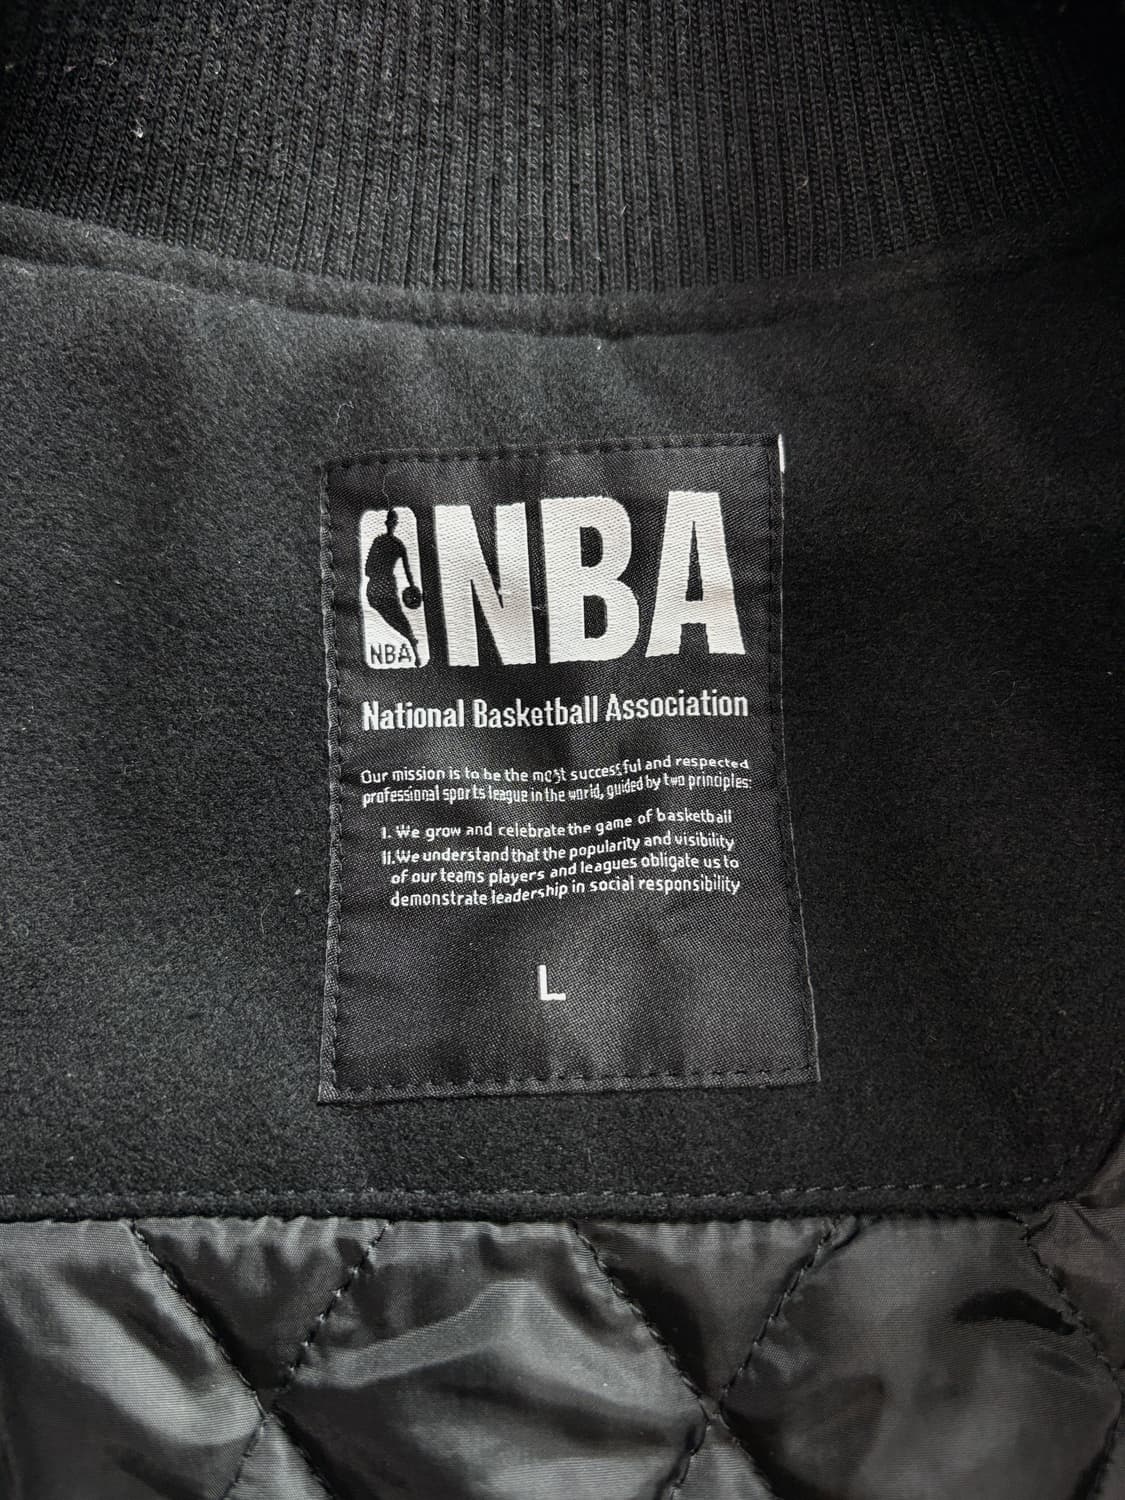 NBA
NBA
National Basketball Association
Our mission is to be the most successful and respected
professional sports league in the world, guided by two principles:
I. We grow and celebrate the game of basketball
II.We understand that the popularity and visibility
of our teams players and leagues obligate us to
demonstrate leadership in social responsibility
L